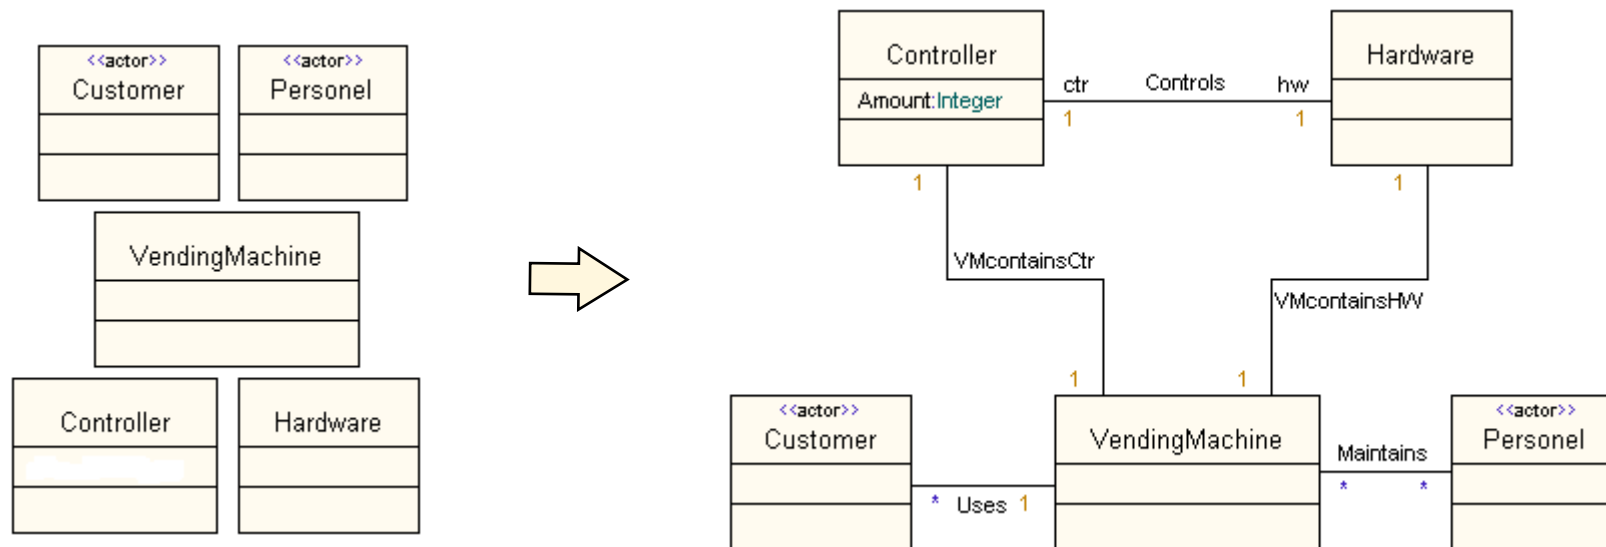 <<actor>>
Customer
<<actor>>
Personel
VendingMachine
Controller
Hardware
Controller
Amount:Integer
Hardware
ctr
Controls
hw
1
1
1
1
VMcontainsCtr
VMcontainsHW
1
1
<<actor>>
Customer
* Uses 1
VendingMachine
Maintains
* *
<<actor>>
Personel